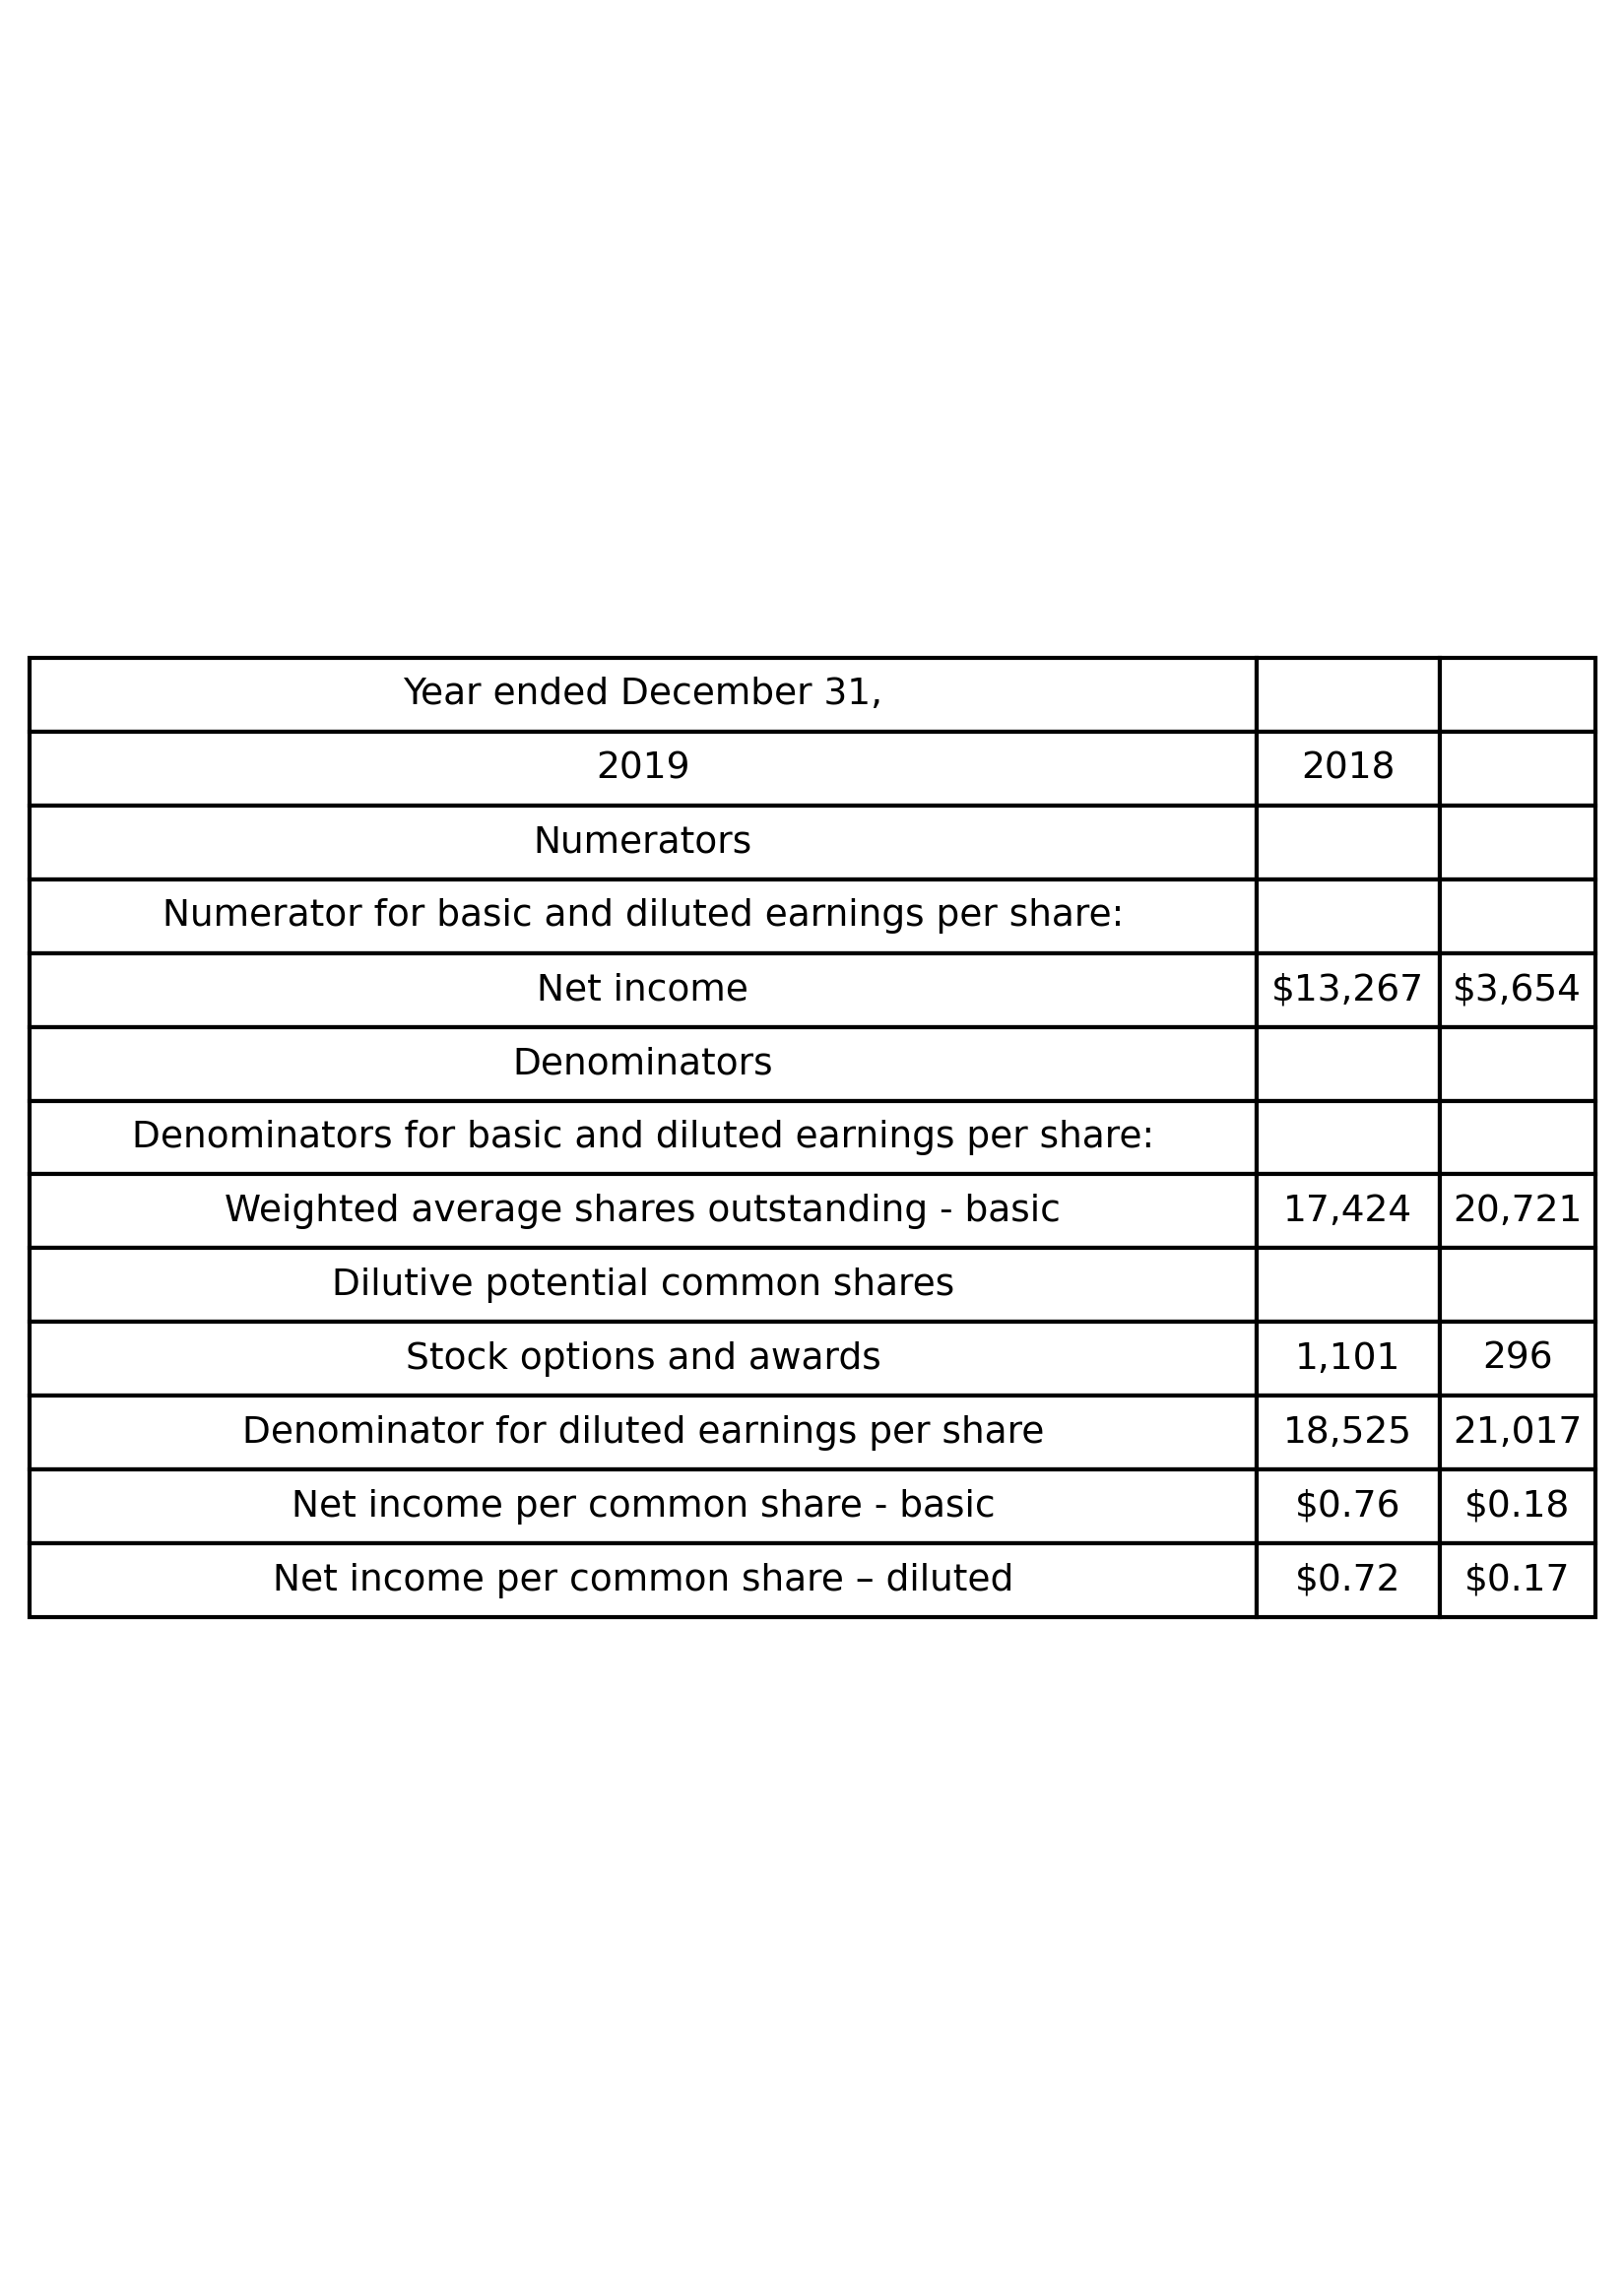 Year ended December 31,
2019 2018
Numerators
Numerator for basic and diluted earnings per share:
Net income $13,267 $3,654
Denominators
Denominators for basic and diluted earnings per share:
Weighted average shares outstanding - basic 17,424 20,721
Dilutive potential common shares
Stock options and awards 1,101 296
Denominator for diluted earnings per share 18,525 21,017
Net income per common share - basic $0.76 $0.18
Net income per common share – diluted $0.72 $0.17